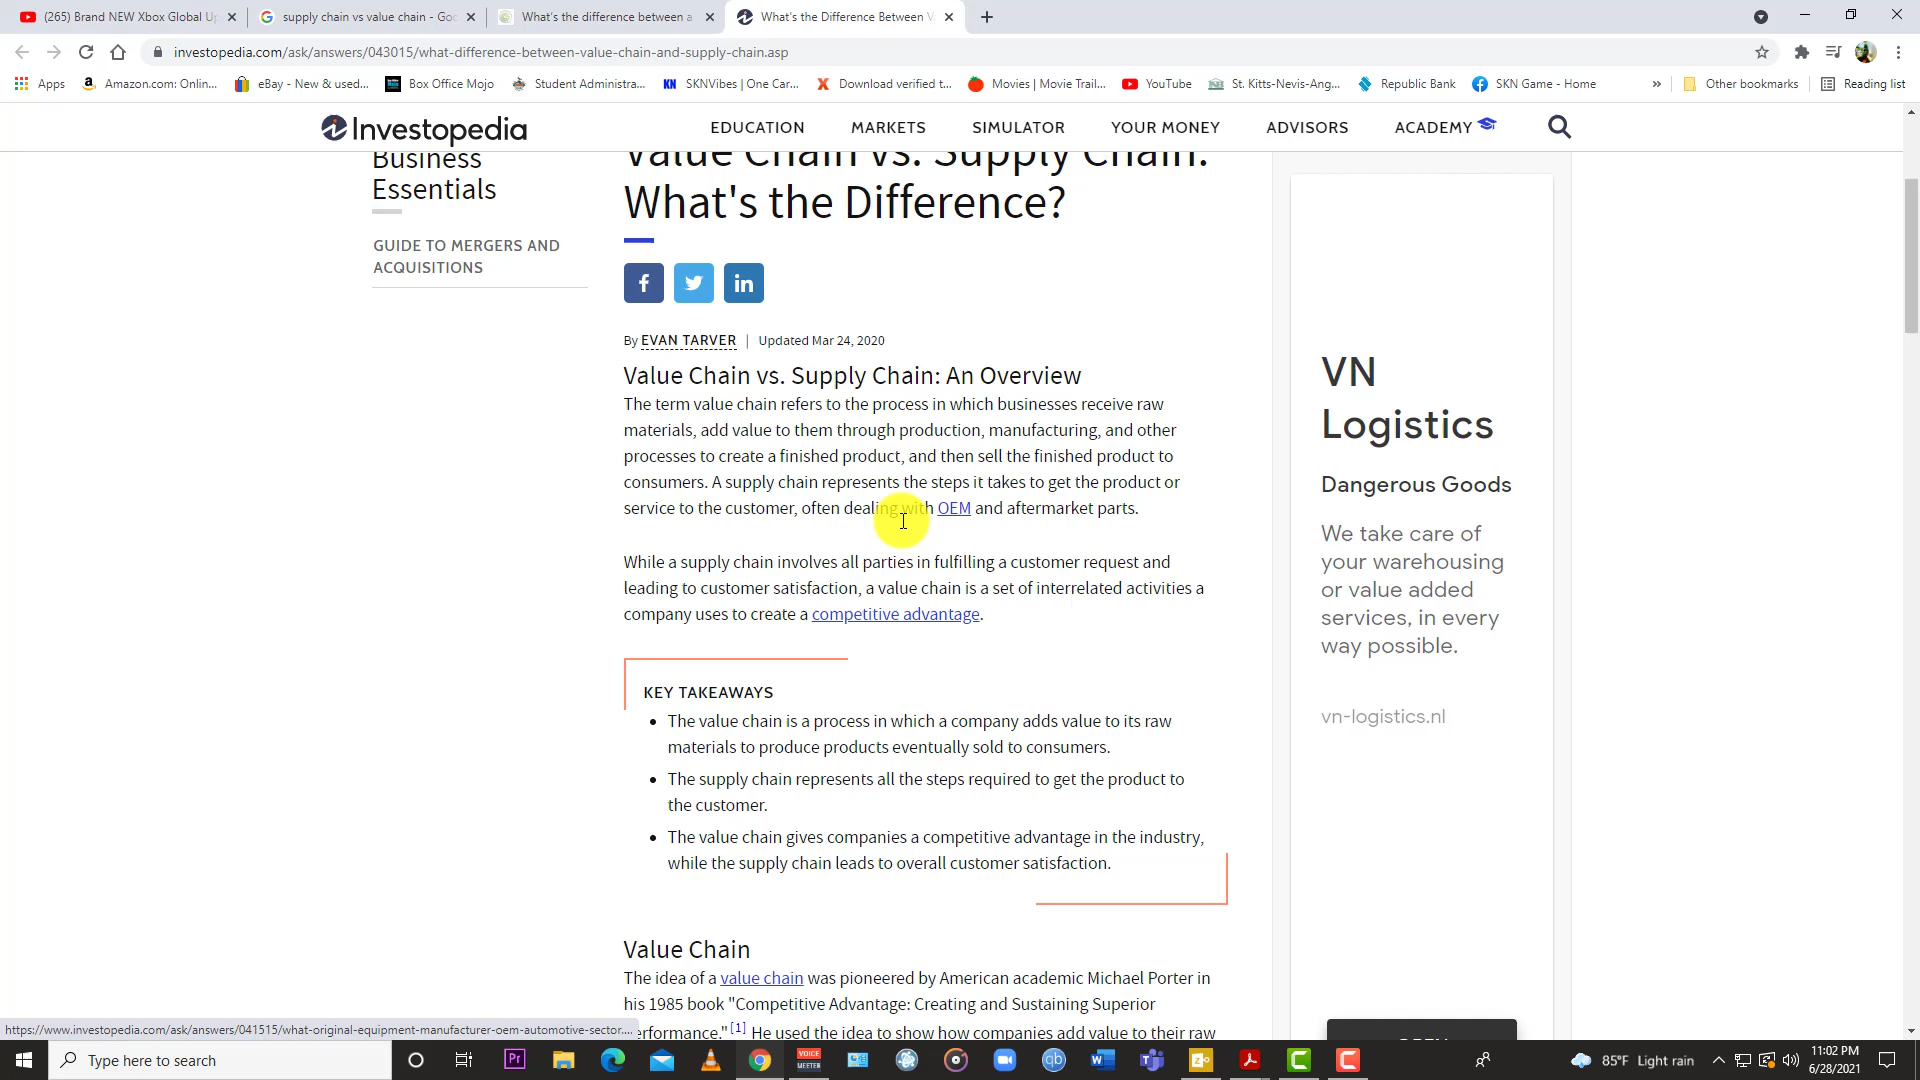 (265) Brand NEW Xbox Global Up
supply chain vs value chain - Goo
What's the difference between a
What's the Difference Between V
investopedia.com/ask/answers/043015/what-difference-between-value-chain-and-supply-chain.asp
Apps
Amazon.com: Onlin...
eBay - New & used...
Box Office Mojo
Student Administra...
KN SKNVibes | One Car...
Download verified t...
Movies | Movie Trail...
YouTube
St. Kitts-Nevis-Ang...
Republic Bank
SKN Game - Home
»
Other bookmarks
Reading list
Investopedia
EDUCATION
MARKETS
SIMULATOR
YOUR MONEY
ADVISORS
ACADEMY
Business
Essentials
GUIDE TO MERGERS AND
ACQUISITIONS
Value Chain vs. Supply Chain:
What's the Difference?
f
in
By EVAN TARVER | Updated Mar 24, 2020
Value Chain vs. Supply Chain: An Overview
The term value chain refers to the process in which businesses receive raw
materials, add value to them through production, manufacturing, and other
processes to create a finished product, and then sell the finished product to
consumers. A supply chain represents the steps it takes to get the product or
service to the customer, often dealing with OEM and aftermarket parts.
While a supply chain involves all parties in fulfilling a customer request and
leading to customer satisfaction, a value chain is a set of interrelated activities a
company uses to create a competitive advantage.
KEY TAKEAWAYS
• The value chain is a process in which a company adds value to its raw
materials to produce products eventually sold to consumers.
• The supply chain represents all the steps required to get the product to
the customer.
• The value chain gives companies a competitive advantage in the industry,
while the supply chain leads to overall customer satisfaction.
Value Chain
The idea of a value chain was pioneered by American academic Michael Porter in
his 1985 book "Competitive Advantage: Creating and Sustaining Superior
erformance."[1] He used the idea to show how companies add value to their raw
VN
Logistics
Dangerous Goods
We take care of
your warehousing
or value added
services, in every
way possible.
vn-logistics.nl
https://www.investopedia.com/ask/answers/041515/what-original-equipment-manufacturer-oem-automotive-sector....
Type here to search
Pr
VOICE
MEETER
qb
85°F Light rain
11:02 PM
6/28/2021